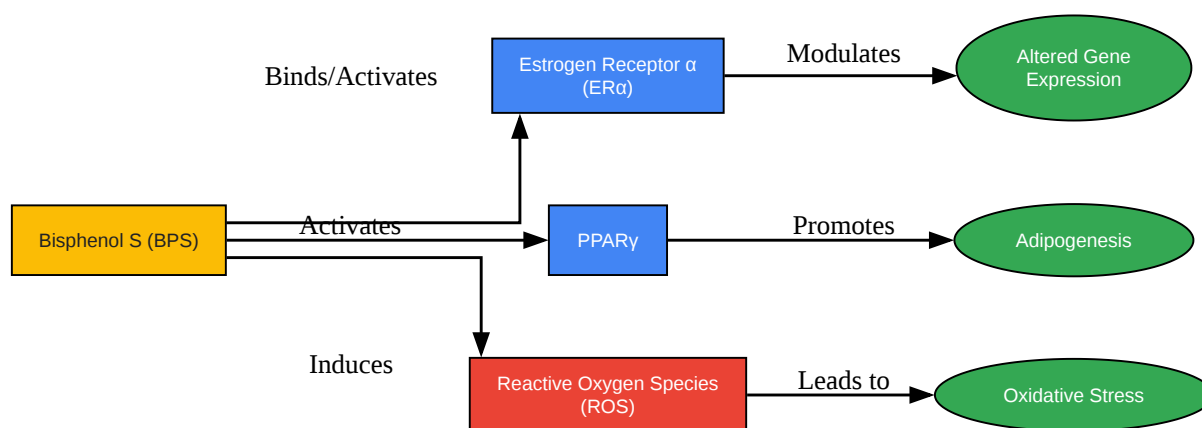 Binds/Activates
Estrogen Receptor α
(ERα)
Modulates
Altered Gene
Expression
Bisphenol S (BPS)
Activates
PPARγ
Promotes
Adipogenesis
Induces
Reactive Oxygen Species
(ROS)
Leads to
Oxidative Stress